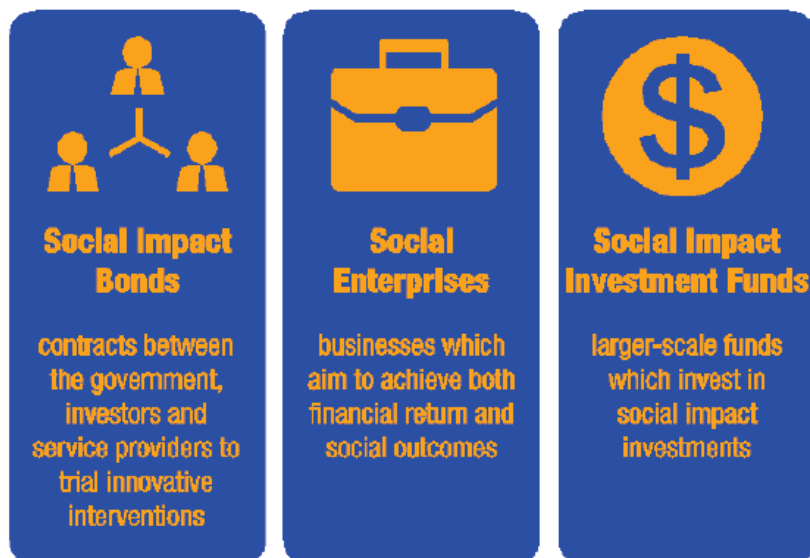 Social Impact
Bonds
contracts between
the government,
investors and
service providers to
trial innovative
interventions
Social
Enterprises
businesses which
aim to achieve both
financial return and
social outcomes
Social Impact
Investment Funds
larger-scale funds
which invest in
social impact
investments